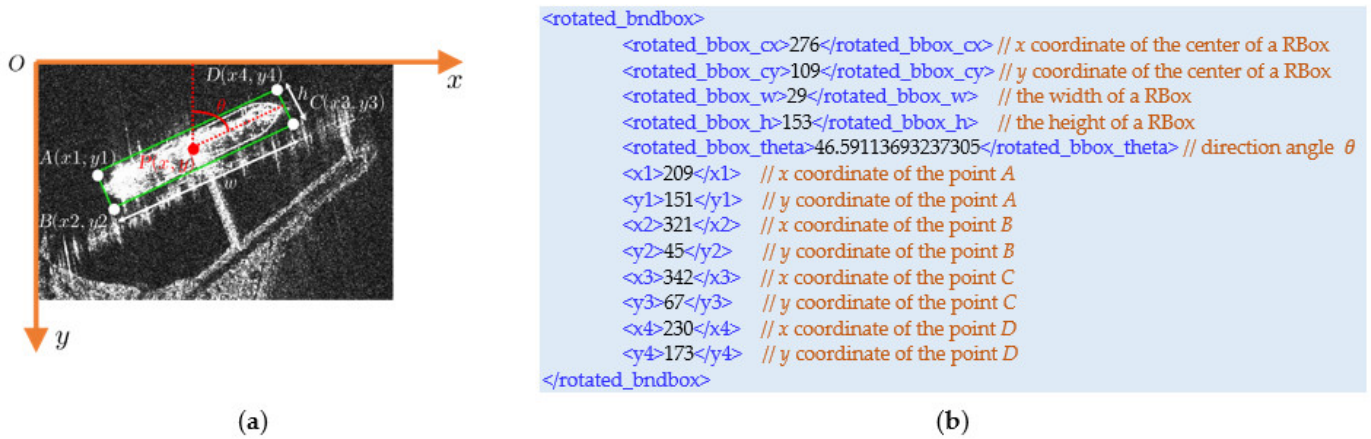 O
x
D(x4, y4)
h
C(x3, y3)
θ
A(x1, y1)
P(x, y)
w
B(x2, y2
y
(a)
<rotated_bndbox>
<rotated_bbox_cx>276</rotated_bbox_cx> // x coordinate of the center of a RBox
<rotated_bbox_cy>109</rotated_bbox_cy> // y coordinate of the center of a RBox
<rotated_bbox_w>29</rotated_bbox_w> // the width of a RBox
<rotated_bbox_h>153</rotated_bbox_h> // the height of a RBox
<rotated_bbox_theta>46.59113693237305</rotated_bbox_theta> // direction angle θ
<x1>209</x1> // x coordinate of the point A
<y1>151</y1> // y coordinate of the point A
<x2>321</x2> // x coordinate of the point B
<y2>45</y2> // y coordinate of the point B
<x3>342</x3> // x coordinate of the point C
<y3>67</y3> // y coordinate of the point C
<x4>230</x4> // x coordinate of the point D
<y4>173</y4> // y coordinate of the point D
</rotated_bndbox>
(b)